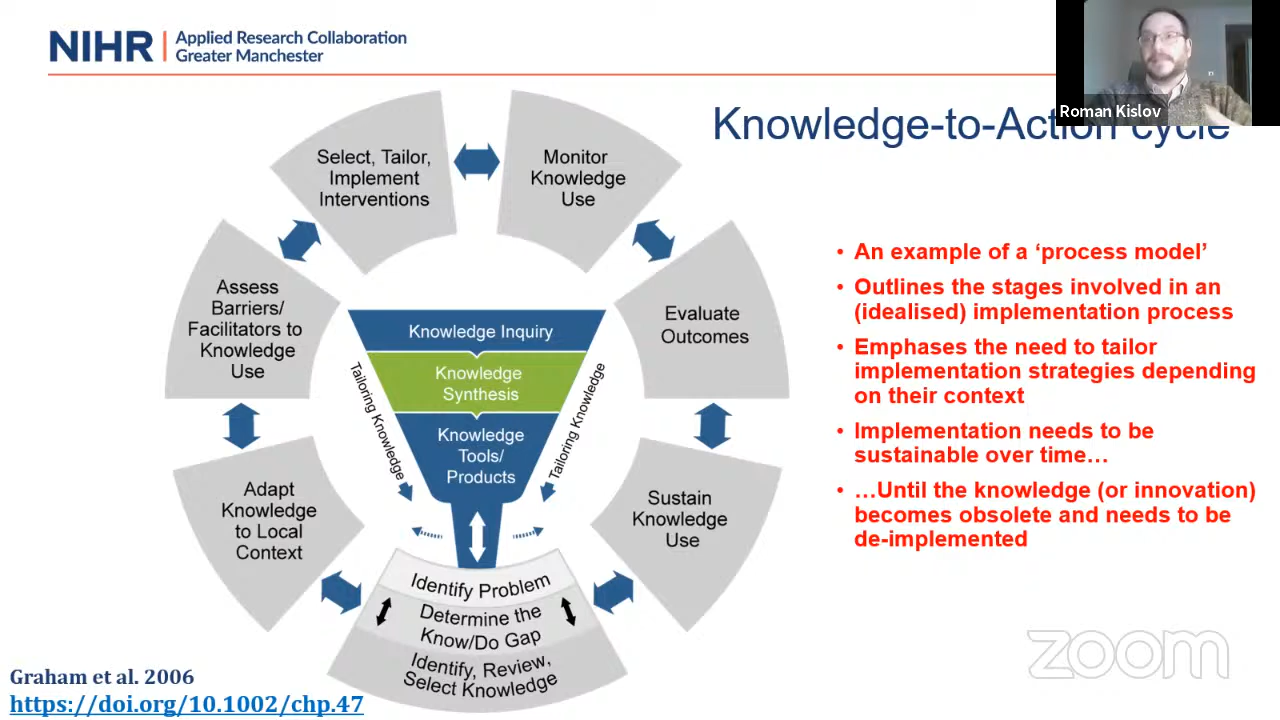 NIHR
Applied Research Collaboration
Greater Manchester
Roman Kislov
Knowledge-to-Action cycle
Select, Tailor,
Implement
Interventions
Monitor
Knowledge
Use
Assess
Barriers/
Facilitators to
Knowledge
Use
Evaluate
Outcomes
Knowledge Inquiry
Knowledge
Synthesis
Knowledge
Tools/
Products
Tailoring Knowledge
Tailoring Knowledge
Adapt
Knowledge
to Local
Context
Sustain
Knowledge
Use
Identify Problem
Determine the
Know/Do Gap
Identify, Review,
Select Knowledge
• An example of a ‘process model’
• Outlines the stages involved in an
(idealised) implementation process
• Emphases the need to tailor
implementation strategies depending
on their context
• Implementation needs to be
sustainable over time…
• …Until the knowledge (or innovation)
becomes obsolete and needs to be
de-implemented
Graham et al. 2006
https://doi.org/10.1002/chp.47
zoom